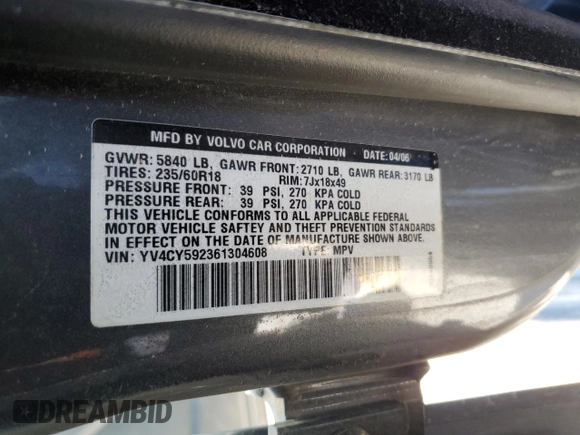 MFD BY VOLVO CAR CORPORATION DATE: 04/06
GVWR: 5840 LB, GAWR FRONT: 2710 LB, GAWR REAR: 3170 LB
TIRES: 235/60R18 RIM: 7Jx18x49
PRESSURE FRONT: 39 PSI, 270 KPA COLD
PRESSURE REAR: 39 PSI, 270 KPA COLD
THIS VEHICLE CONFORMS TO ALL APPLICABLE FEDERAL
MOTOR VEHICLE SAFTEY AND THEFT PREVENTION STANDARDS
IN EFFECT ON THE DATE OF MANUFACTURE SHOWN ABOVE.
VIN: YV4CY592361304608 TYPE: MPV
DREAMBID